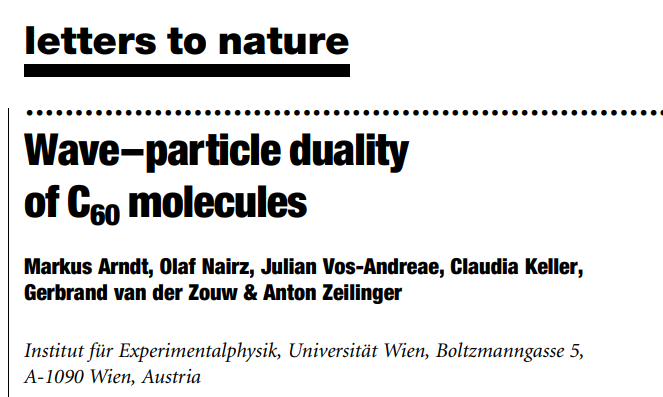 letters to nature
Wave–particle duality
of C₆₀ molecules
Markus Arndt, Olaf Nairz, Julian Vos-Andreae, Claudia Keller,
Gerbrand van der Zouw & Anton Zeilinger
Institut für Experimentalphysik, Universität Wien, Boltzmanngasse 5,
A-1090 Wien, Austria